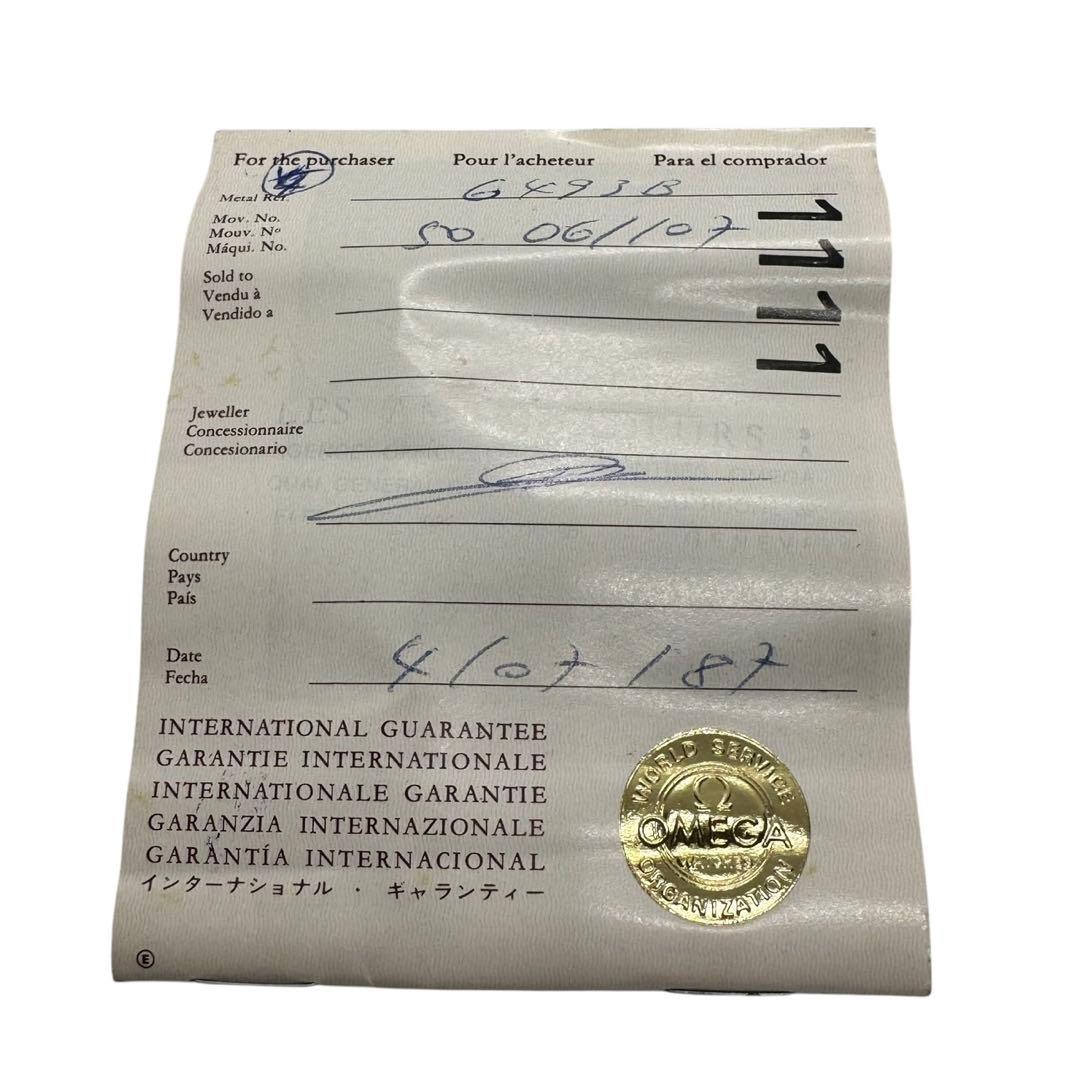 For the purchaser Pour l'acheteur Para el comprador
Metal Ref. 6493B
Mov. No.
Mouv. Nº 50 06/107
Máqui. No.
1111
Sold to
Vendu à
Vendido a
Jeweller
Concessionnaire
Concesionario
Country
Pays
País
Date 4/07/87
Fecha
INTERNATIONAL GUARANTEE
GARANTIE INTERNATIONALE
INTERNATIONALE GARANTIE
GARANZIA INTERNAZIONALE
GARANTÍA INTERNACIONAL
インターナショナル · ギャランティー
WORLD SERVICE
Ω
OMEGA
ORGANIZATION
E